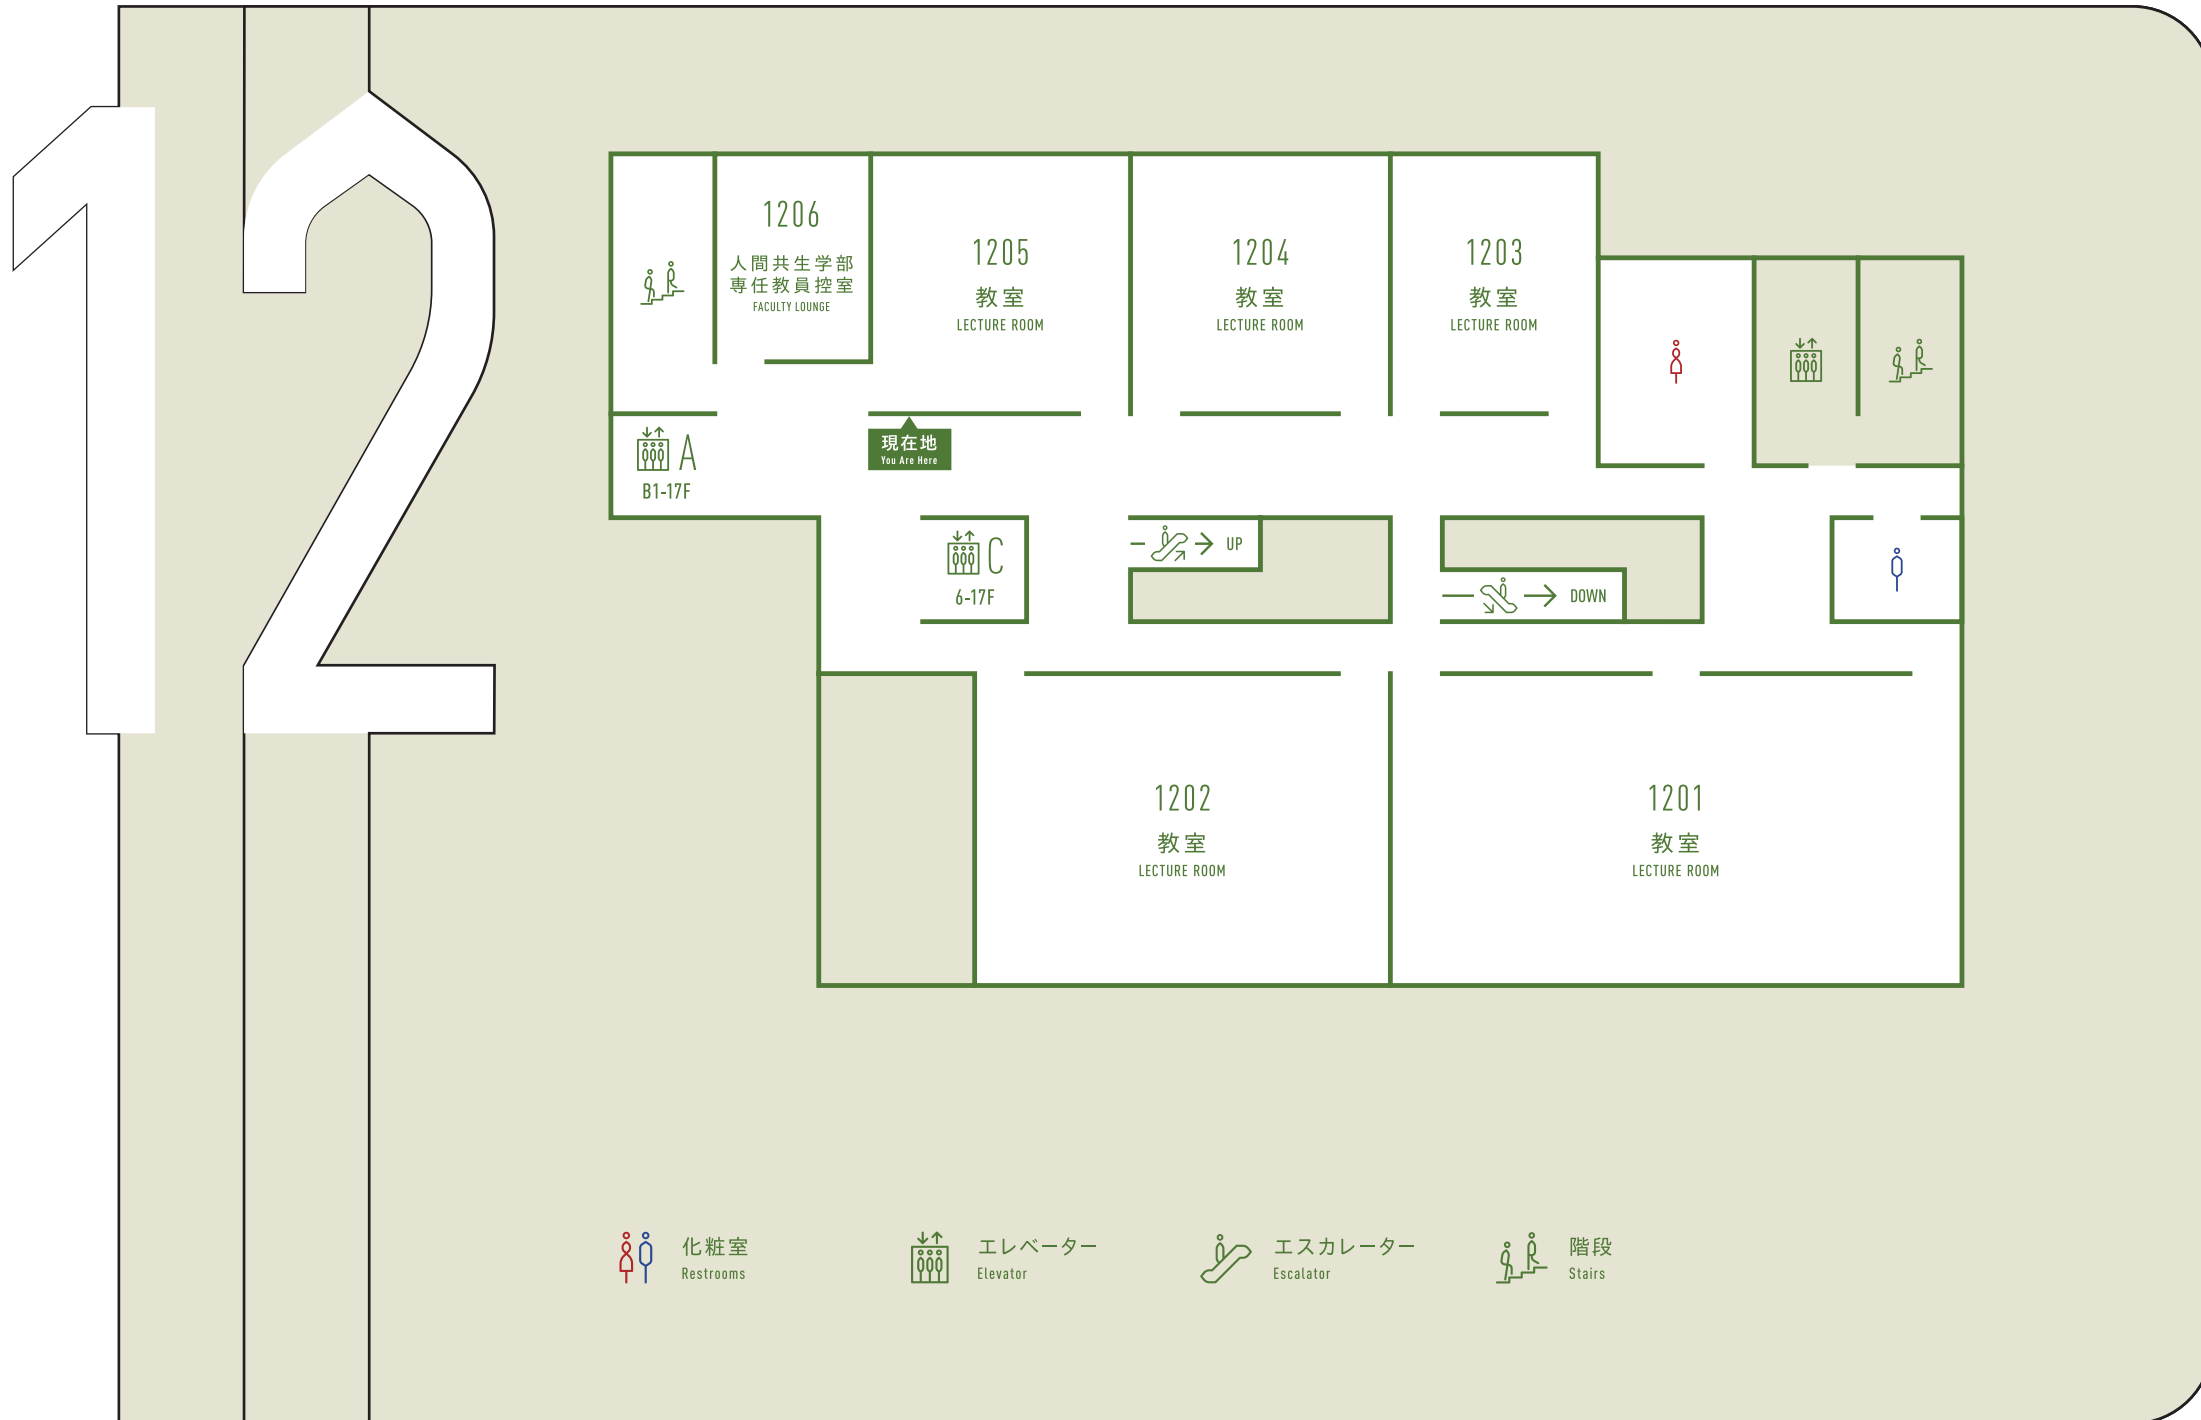 12
1206
人間共生学部
専任教員控室
FACULTY LOUNGE
1205
教室
LECTURE ROOM
1204
教室
LECTURE ROOM
1203
教室
LECTURE ROOM
A
B1-17F
現在地
You Are Here
C
6-17F
UP
DOWN
1202
教室
LECTURE ROOM
1201
教室
LECTURE ROOM
化粧室
Restrooms
エレベーター
Elevator
エスカレーター
Escalator
階段
Stairs